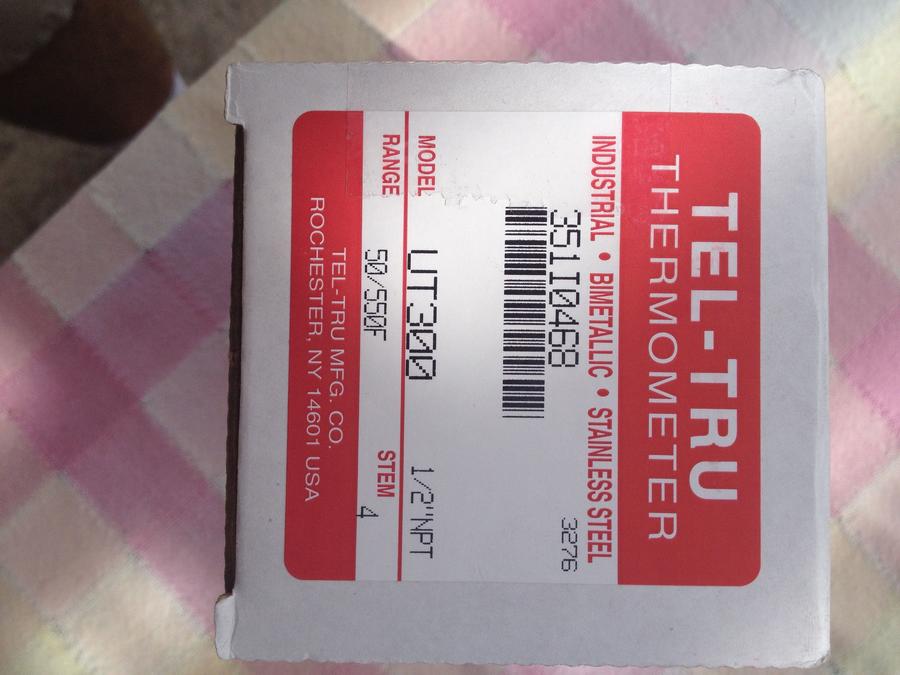 TEL-TRU
THERMOMETER
INDUSTRIAL • BIMETALLIC • STAINLESS STEEL
351I0468
3276
MODEL UT300 1/2"NPT
RANGE 50/550F STEM 4
TEL-TRU MFG. CO.
ROCHESTER, NY 14601 USA